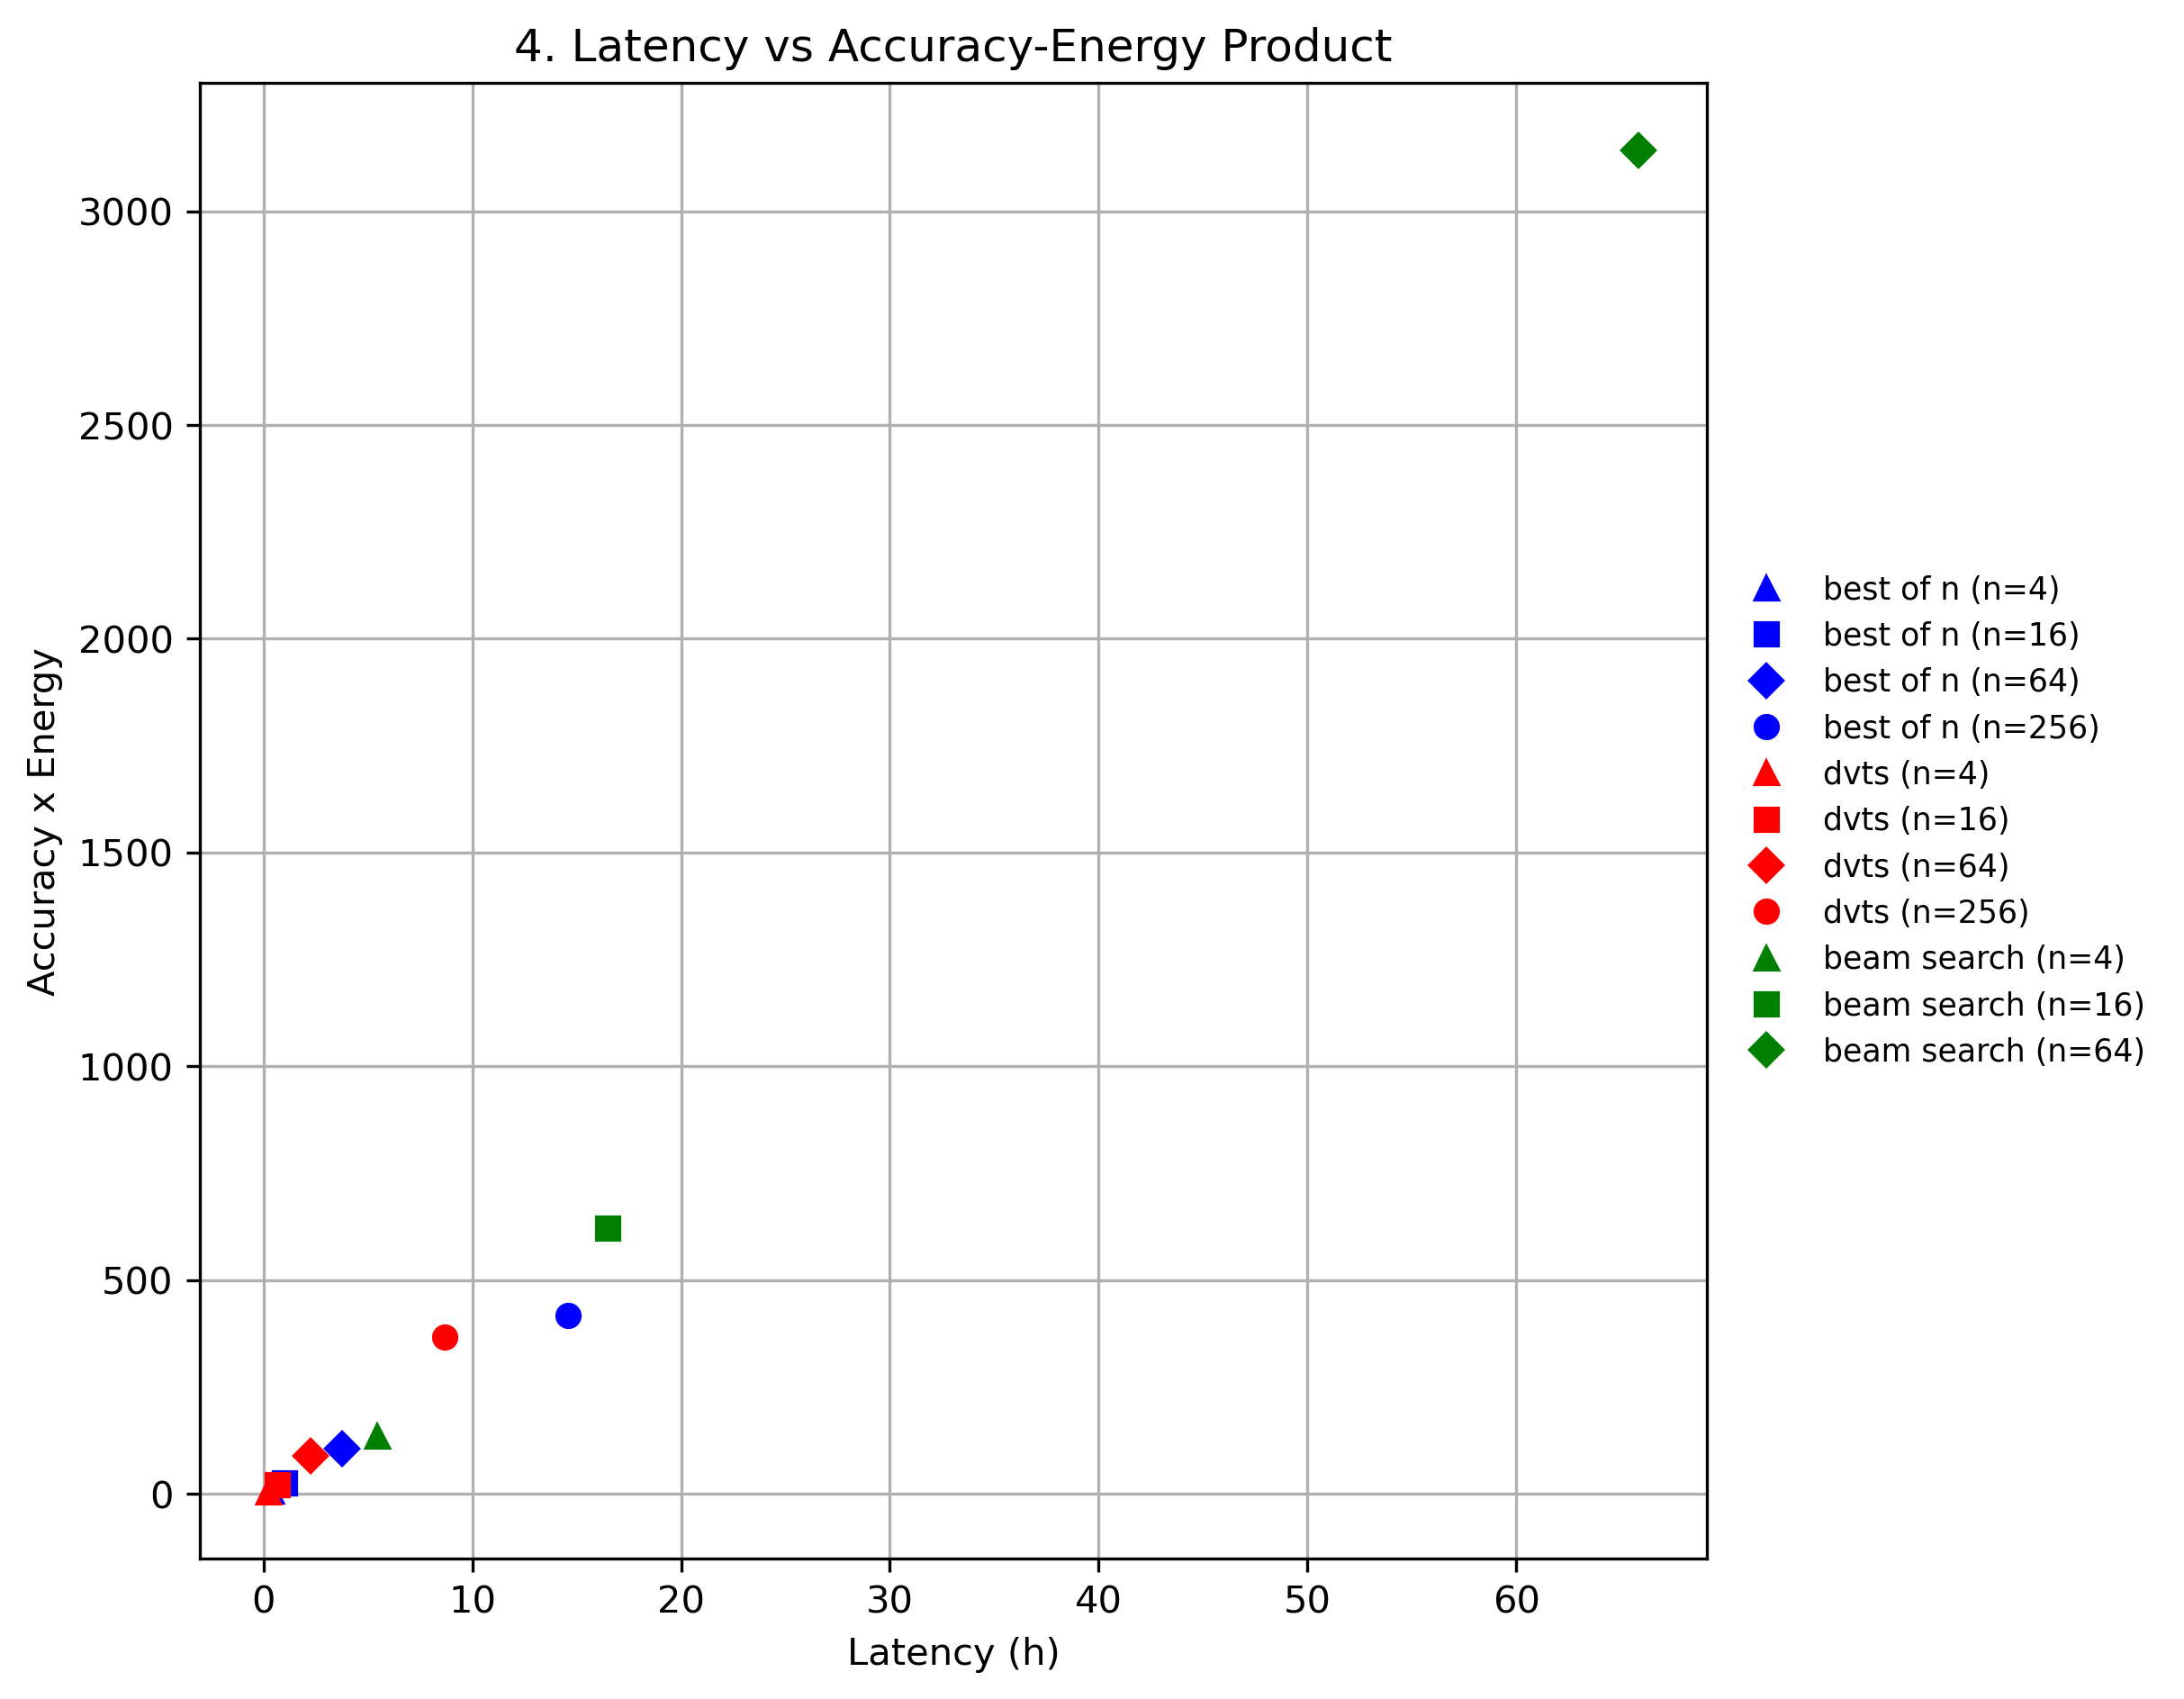 4. Latency vs Accuracy-Energy Product
Accuracy x Energy
3000
2500
2000
1500
1000
500
0
0 10 20 30 40 50 60
Latency (h)
best of n (n=4)
best of n (n=16)
best of n (n=64)
best of n (n=256)
dvts (n=4)
dvts (n=16)
dvts (n=64)
dvts (n=256)
beam search (n=4)
beam search (n=16)
beam search (n=64)